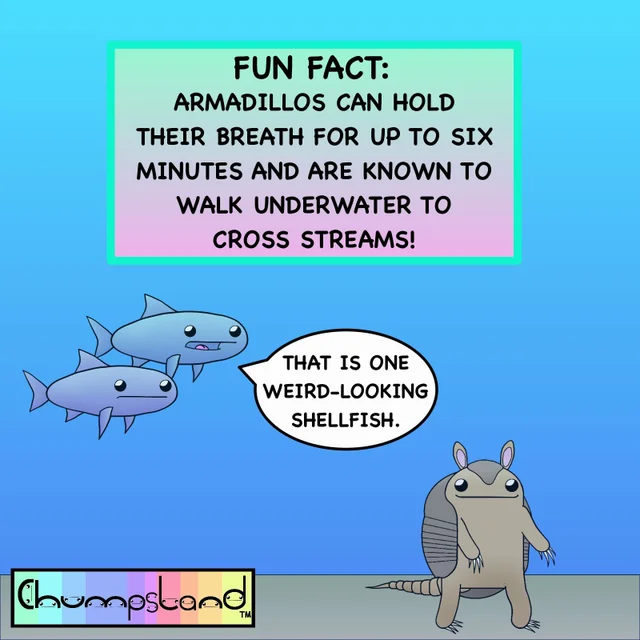 FUN FACT:
ARMADILLOS CAN HOLD
THEIR BREATH FOR UP TO SIX
MINUTES AND ARE KNOWN TO
WALK UNDERWATER TO
CROSS STREAMS!
THAT IS ONE
WEIRD-LOOKING
SHELLFISH.
ChumpsLand TM